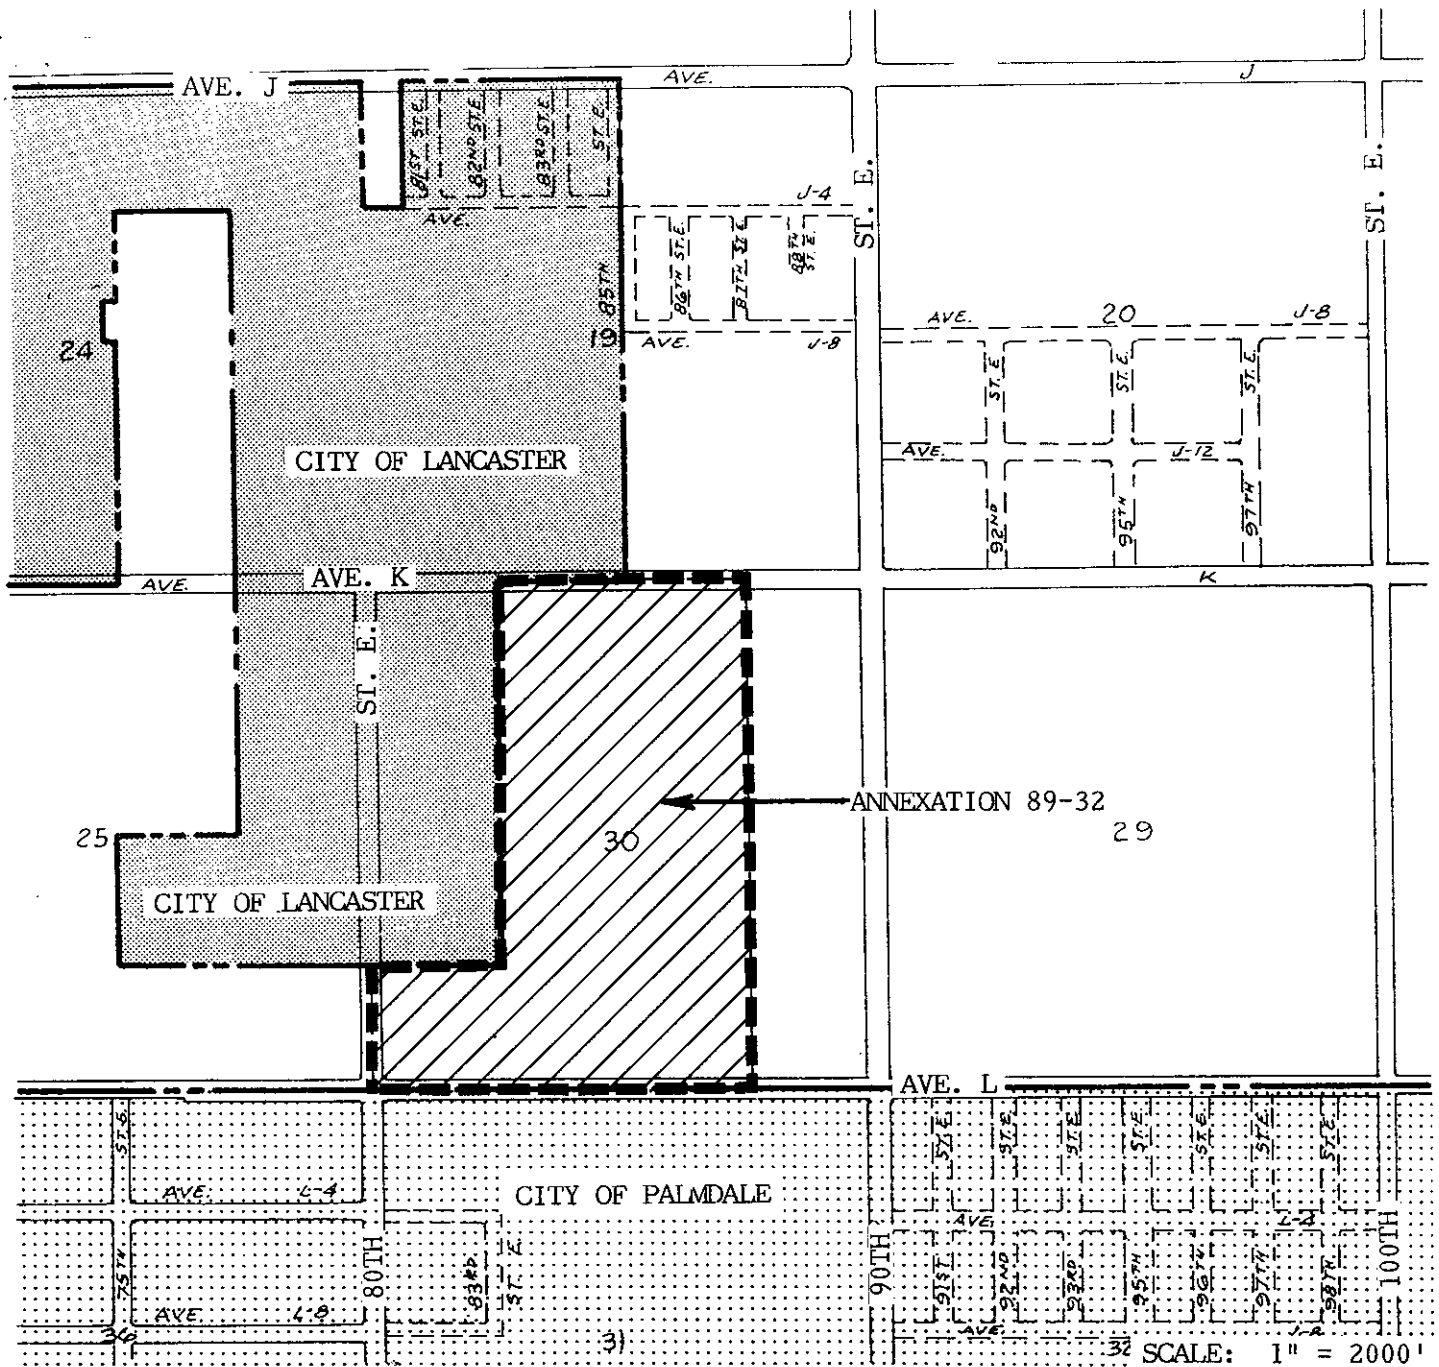 AVE. J
AVE.
J
81ST ST.E.
82ND ST.E.
83RD ST.E.
ST. E.
AVE.
J-4
ST. E.
ST. E.
86TH ST.E.
87TH ST E
88TH ST. E.
85TH
24
19
AVE.
J-8
AVE.
20
J-8
ST. E
ST. E
ST. E
CITY OF LANCASTER
AVE.
J-12
92ND
95TH
97TH
AVE.
AVE. K
K
ST. E.
ANNEXATION 89-32
25
30
29
CITY OF LANCASTER
AVE. L
ST. E.
ST.E.
ST.E.
ST.E.
ST.E.
ST.E.
ST.E.
ST.E.
AVE.
L-4
CITY OF PALMDALE
AVE.
L-4
75TH
80TH
83RD
ST. E.
90TH
91ST
92ND
93RD
95TH
96TH
97TH
98TH
100TH
AVE.
L-8
AVE.
36
31
32
SCALE: 1" = 2000'